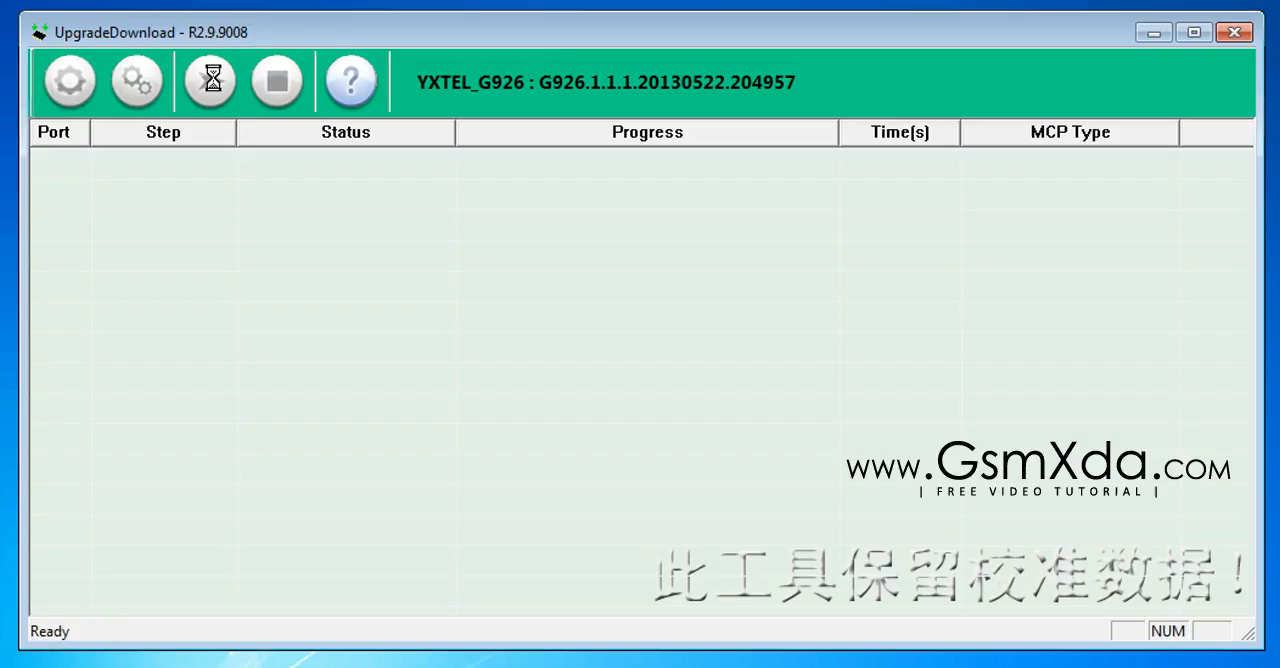 UpgradeDownload - R2.9.9008
YXTEL_G926 : G926.1.1.1.20130522.204957
Port Step Status Progress Time(s) MCP Type
www.GsmXda.com
| FREE VIDEO TUTORIAL |
此工具保留校准数据！
Ready NUM